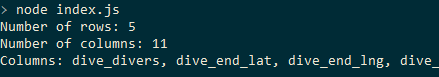 > node index.js
Number of rows: 5
Number of columns: 11
Columns: dive_divers, dive_end_lat, dive_end_lng, dive_